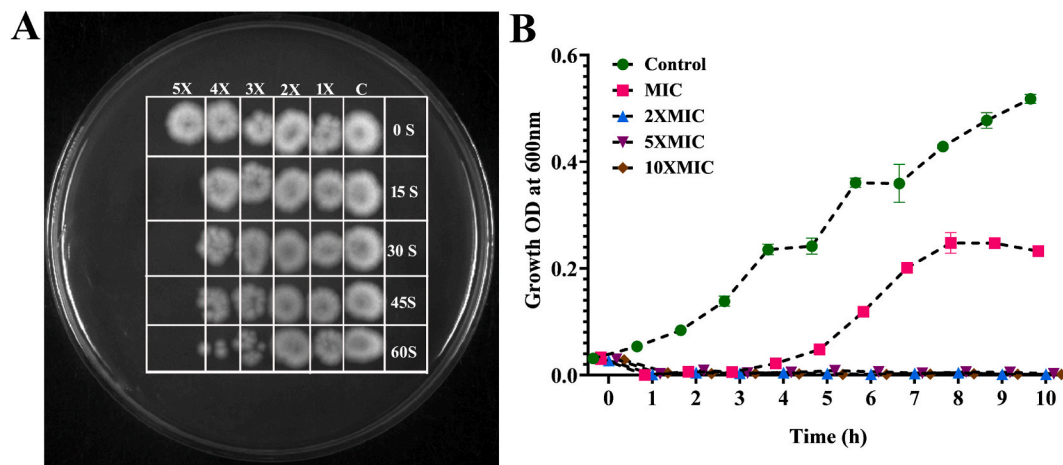 A
5X 4X 3X 2X 1X C
0 S
15 S
30 S
45S
60S
B
Growth OD at 600nm
0.6
0.4
0.2
0.0
Control
MIC
2XMIC
5XMIC
10XMIC
0 1 2 3 4 5 6 7 8 9 10
Time (h)